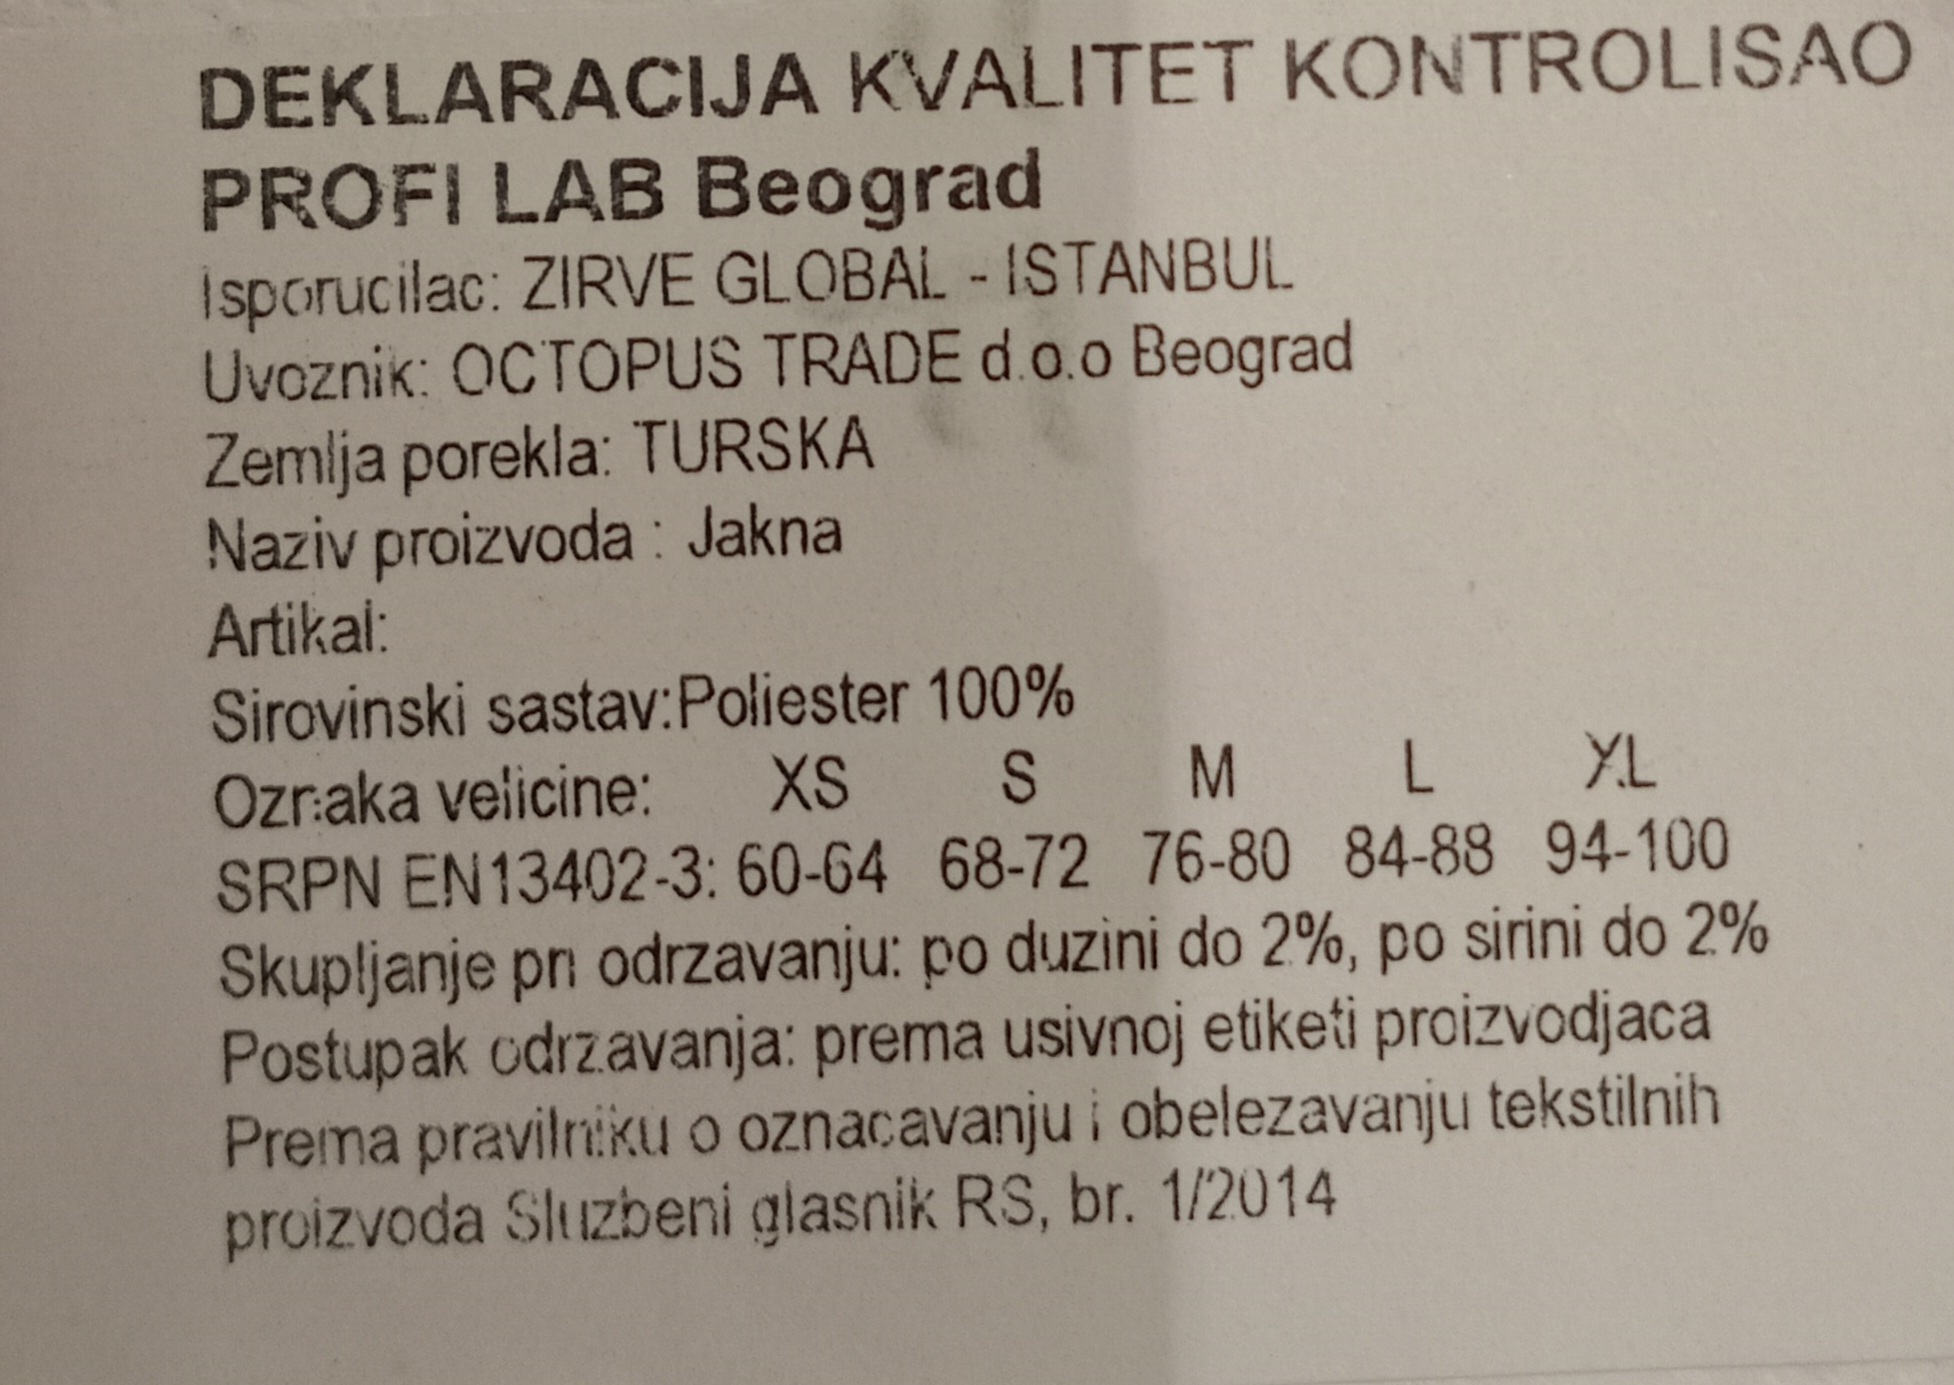 DEKLARACIJA KVALITET KONTROLISAO
PROFI LAB Beograd
Isporucilac: ZIRVE GLOBAL - ISTANBUL
Uvoznik: OCTOPUS TRADE d.o.o Beograd
Zemlja porekla: TURSKA
Naziv proizvoda : Jakna
Artikal:
Sirovinski sastav:Poliester 100%
Oznaka velicine: XS S M L XL
SRPN EN13402-3: 60-64 68-72 76-80 84-88 94-100
Skupljanje pri odrzavanju: po duzini do 2%, po sirini do 2%
Postupak odrzavanja: prema usivnoj etiketi proizvodjaca
Prema pravilniku o oznacavanju i obelezavanju tekstilnih
proizvoda Sluzbeni glasnik RS, br. 1/2014